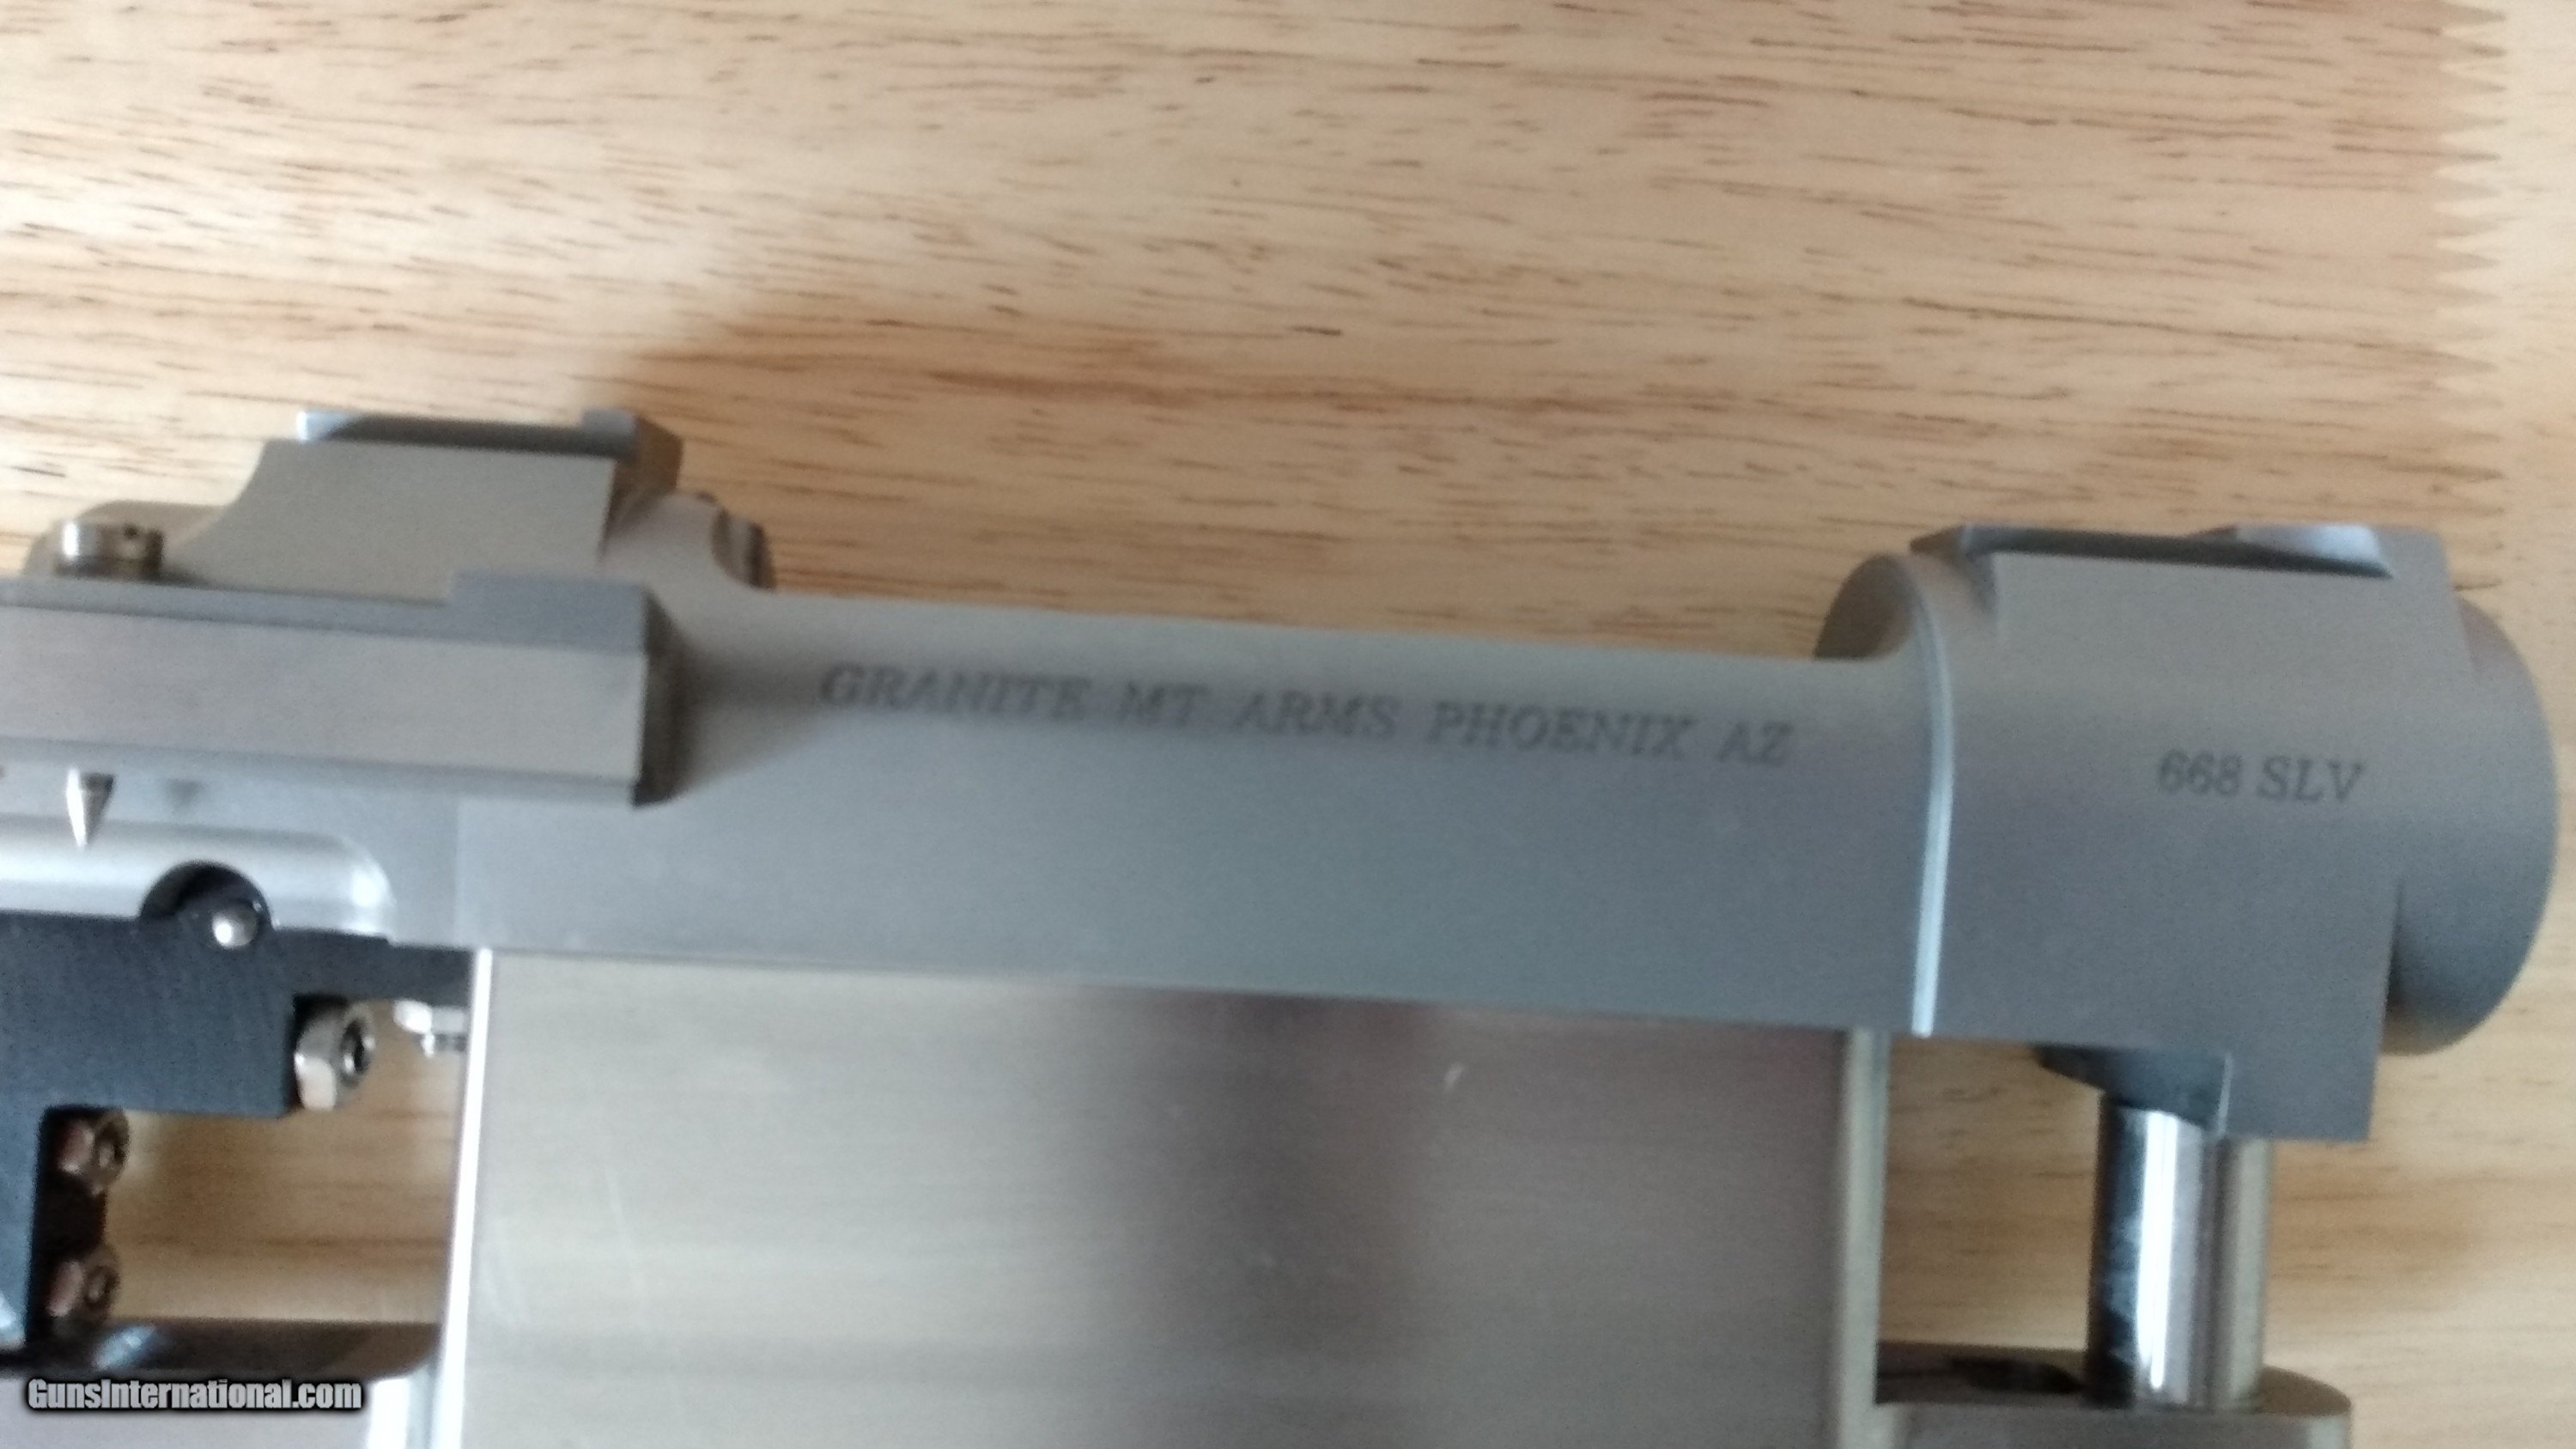 GRANITE MT ARMS PHOENIX AZ
668 SLV
GunsInternational.com